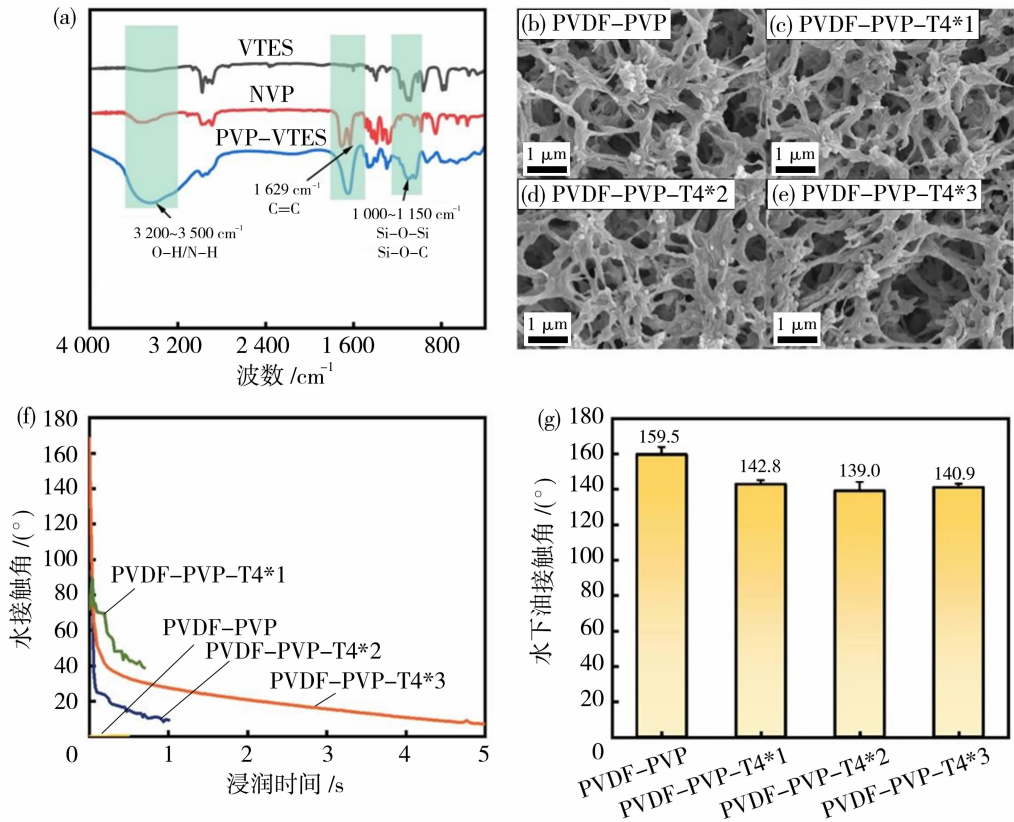 (a)
VTES
NVP
PVP-VTES
1 629 cm⁻¹
C=C
1 000~1 150 cm⁻¹
Si-O-Si
Si-O-C
3 200~3 500 cm⁻¹
O-H/N-H
4 000 3 200 2 400 1 600 800
波数 /cm⁻¹
(b) PVDF-PVP
1 μm
(c) PVDF-PVP-T4*1
1 μm
(d) PVDF-PVP-T4*2
1 μm
(e) PVDF-PVP-T4*3
1 μm
(f)
180
160
140
120
100
80
60
40
20
0 1 2 3 4 5
水接触角 /(°)
PVDF-PVP-T4*1
PVDF-PVP
PVDF-PVP-T4*2
PVDF-PVP-T4*3
浸润时间 /s
(g)
180
160
140
120
100
80
60
40
20
0
水下油接触角 /(°)
159.5
142.8
139.0
140.9
PVDF-PVP
PVDF-PVP-T4*1
PVDF-PVP-T4*2
PVDF-PVP-T4*3